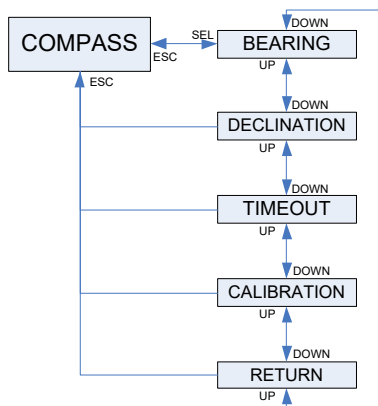 DOWN
COMPASS
SEL
BEARING
ESC
UP
ESC
DOWN
DECLINATION
UP
DOWN
TIMEOUT
UP
DOWN
CALIBRATION
UP
DOWN
RETURN
UP